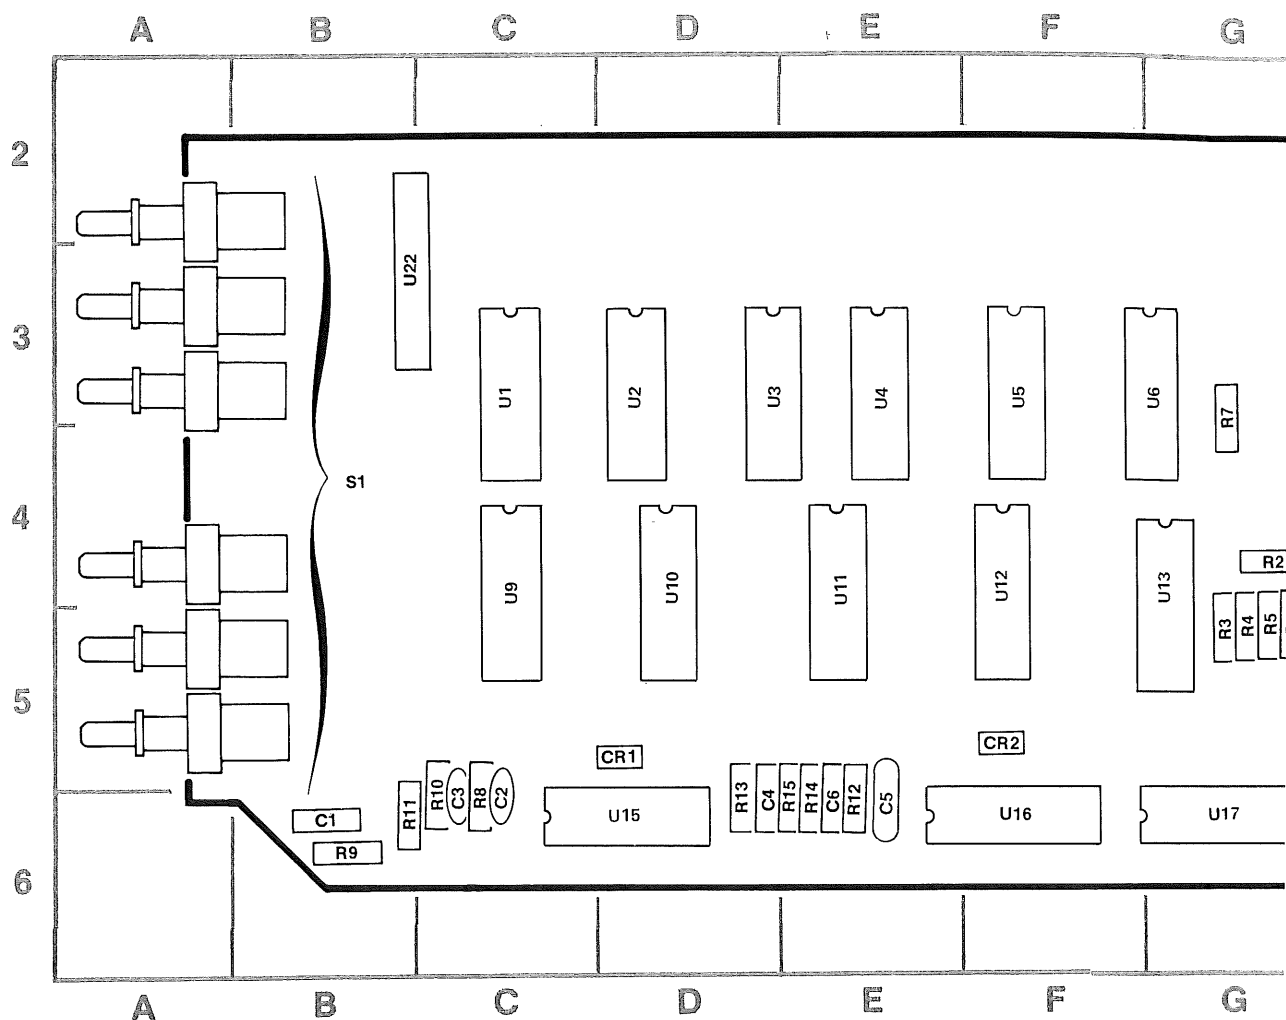 A B C D E F G
2
U22
3
U1 U2 U3 U4 U5 U6 R7
S1
4
U9 U10 U11 U12 U13 R2
R3 R4 R5
5
CR1 CR2
R10 C3 R8 C2 R13 C4 R15 R14 C6 R12 C5
C1 R11 U15 U16 U17
R9
6
A B C D E F G